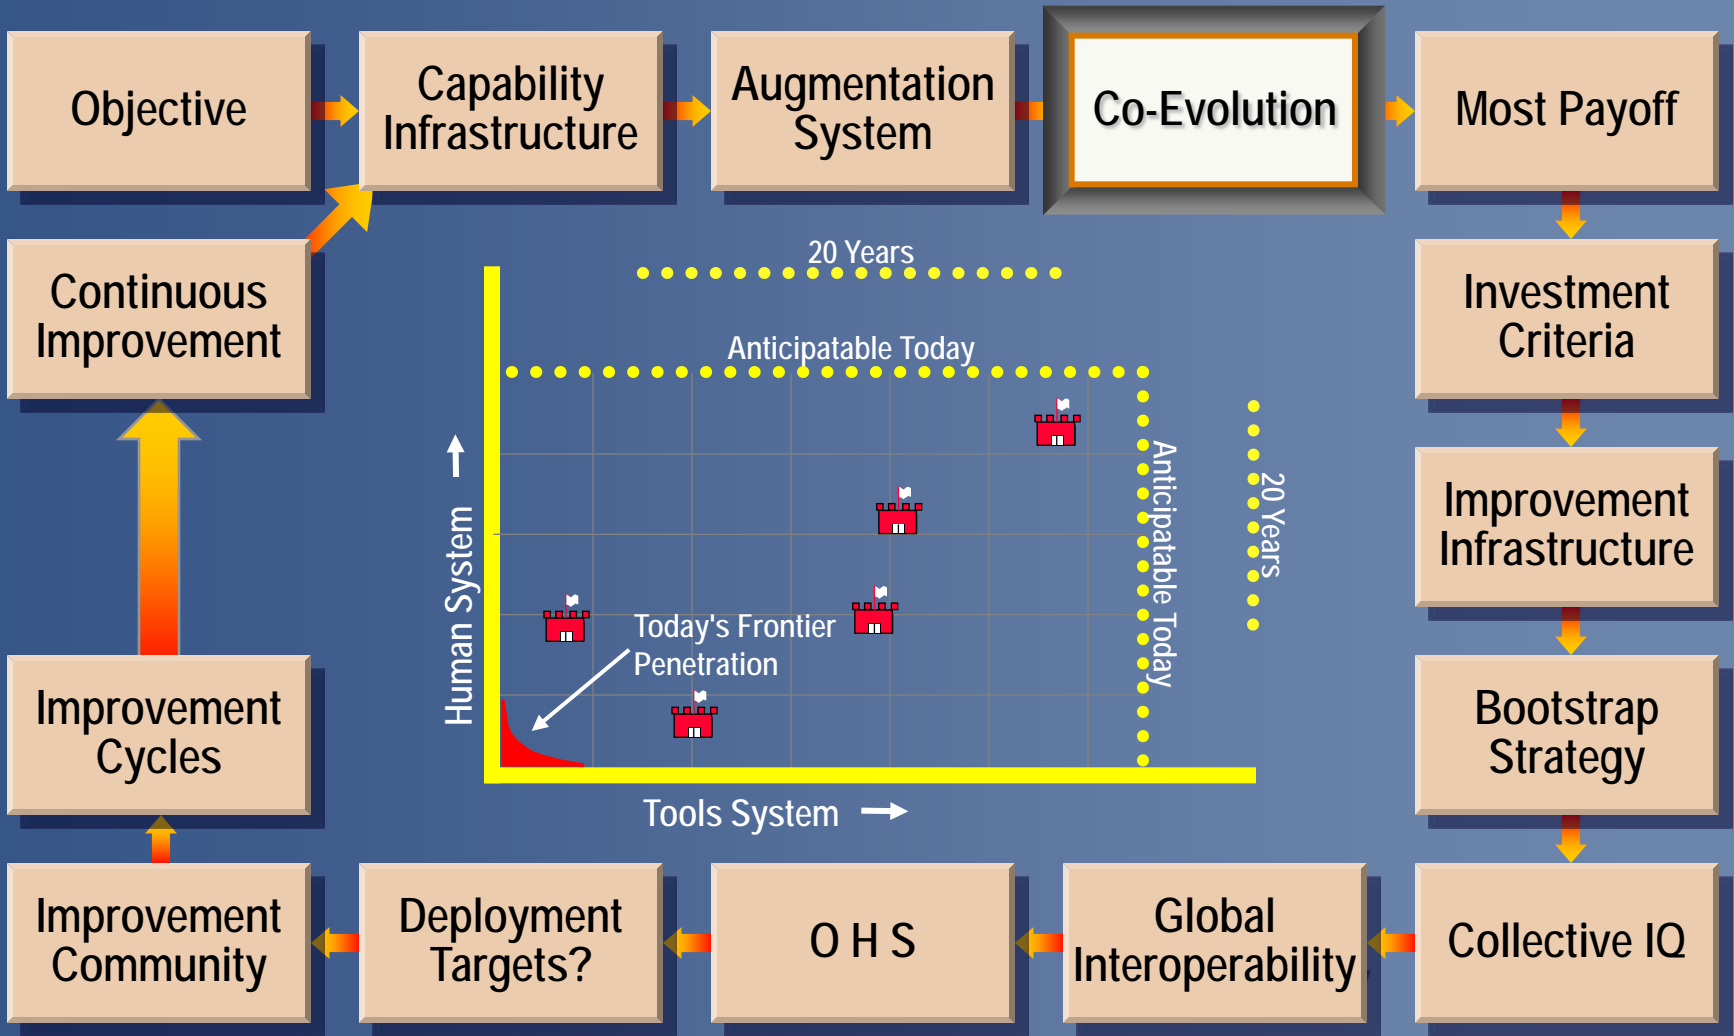 Objective
Capability
Infrastructure
Augmentation
System
Co-Evolution
Most Payoff
Continuous
Improvement
20 Years
Anticipatable Today
Investment
Criteria
Human System
Today's Frontier
Penetration
Anticipatable Today
20 Years
Improvement
Infrastructure
Improvement
Cycles
Tools System
Bootstrap
Strategy
Improvement
Community
Deployment
Targets?
O H S
Global
Interoperability
Collective IQ